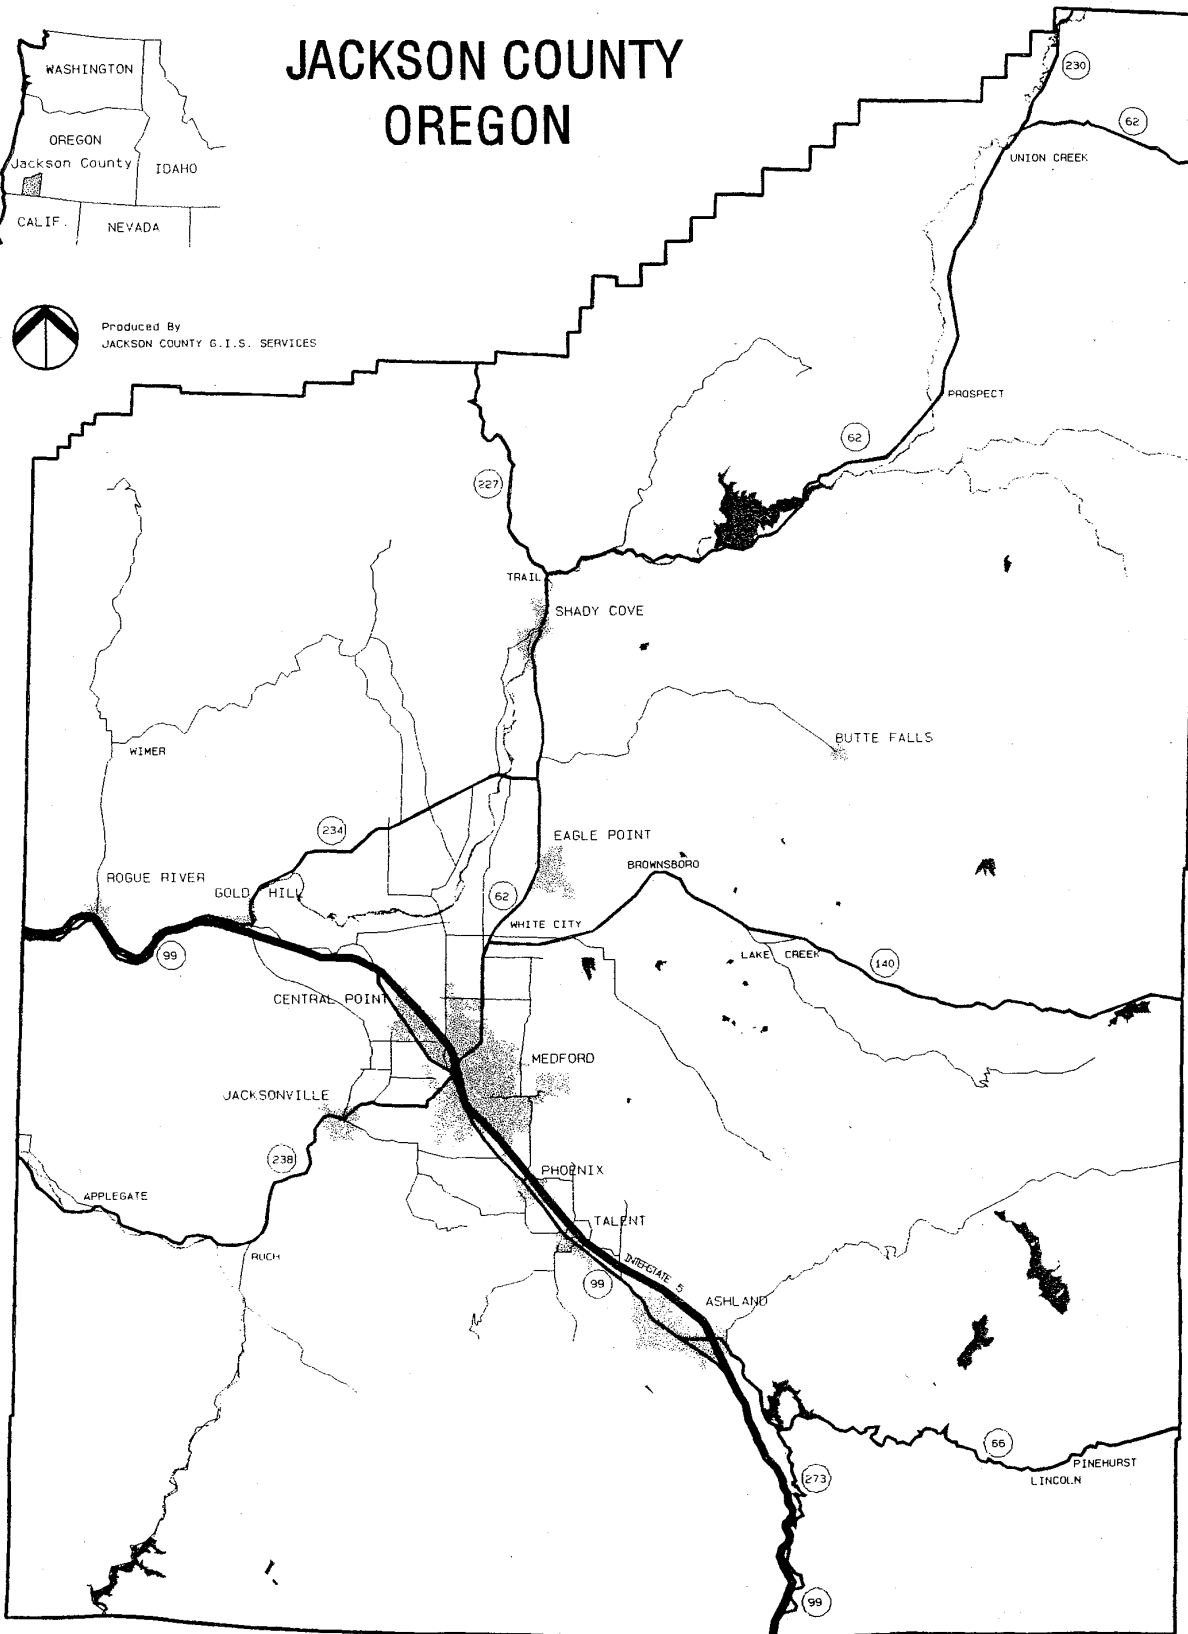 JACKSON COUNTY
OREGON
WASHINGTON
OREGON
Jackson County
IDAHO
CALIF.
NEVADA
Produced By
JACKSON COUNTY G.I.S. SERVICES
230
62
UNION CREEK
PROSPECT
62
227
TRAIL
SHADY COVE
WIMER
BUTTE FALLS
234
EAGLE POINT
BROWNSBORO
ROGUE RIVER
GOLD HILL
62
WHITE CITY
99
LAKE CREEK
140
CENTRAL POINT
MEDFORD
JACKSONVILLE
238
PHOENIX
APPLEGATE
TALENT
RUCH
INTERSTATE 5
99
ASHLAND
66
PINEHURST
LINCOLN
273
99